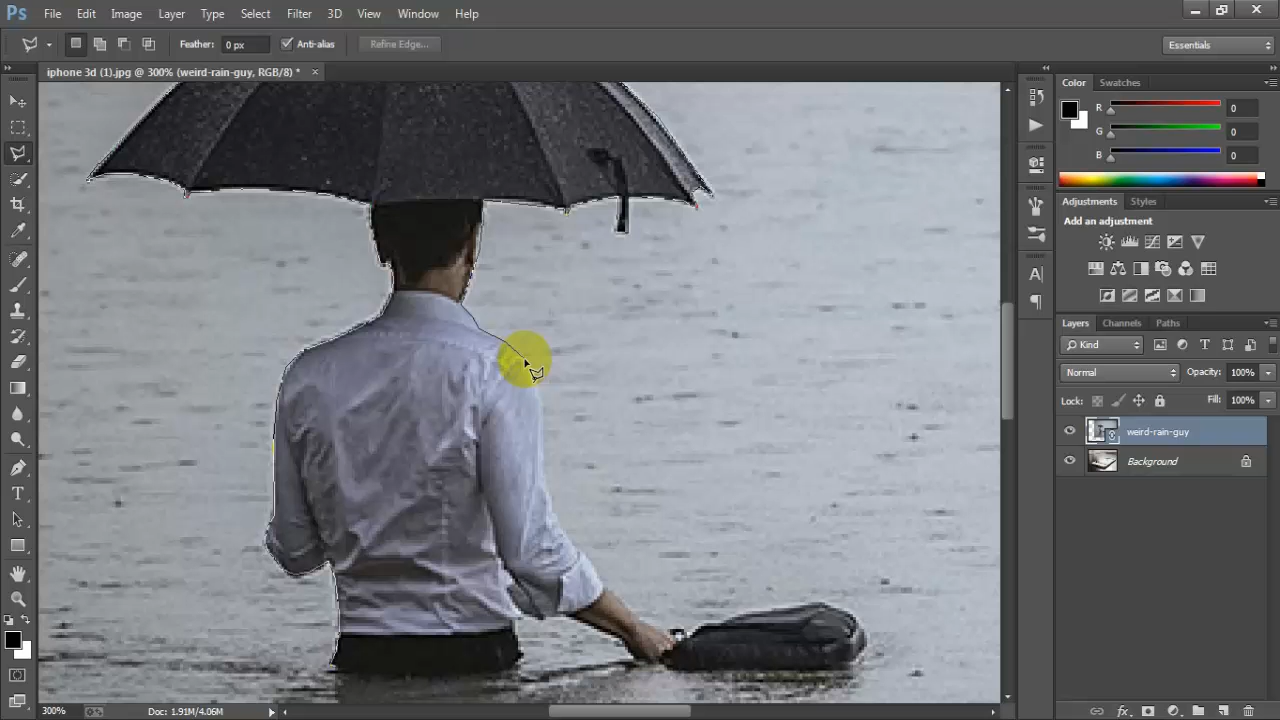 Ps File Edit Image Layer Type Select Filter 3D View Window Help
Feather: 0 px Anti-alias Refine Edge... Essentials
iphone 3d (1).jpg @ 300% (weird-rain-guy, RGB/8) * ×
Color Swatches
R 0
G 0
B 0
Adjustments Styles
Add an adjustment
Layers Channels Paths
Kind
Normal Opacity: 100%
Lock: Fill: 100%
weird-rain-guy
Background
300% Doc: 1.91M/4.06M